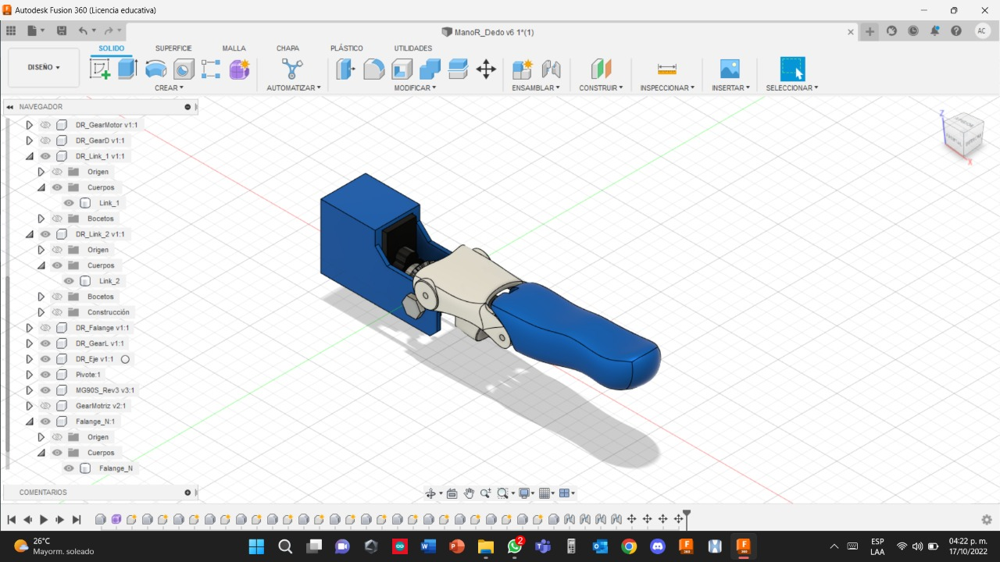 Autodesk Fusion 360 (Licencia educativa)
ManoR_Dedo v6 1*(1)
AC
DISEÑO
SOLIDO SUPERFICIE MALLA CHAPA PLÁSTICO UTILIDADES
CREAR AUTOMATIZAR MODIFICAR ENSAMBLAR CONSTRUIR INSPECCIONAR INSERTAR SELECCIONAR
NAVEGADOR
DR_GearMotor v1:1
DR_GearD v1:1
DR_Link_1 v1:1
Origen
Cuerpos
Link_1
Bocetos
DR_Link_2 v1:1
Origen
Cuerpos
Link_2
Bocetos
Construcción
DR_Falange v1:1
DR_GearL v1:1
DR_Eje v1:1
Pivote:1
MG90S_Rev3 v3:1
GearMotriz v2:1
Falange_N:1
Origen
Cuerpos
Falange_N
Z
X
COMENTARIOS
26°C
Mayorm. soleado
2
ESP
LAA
04:22 p. m.
17/10/2022